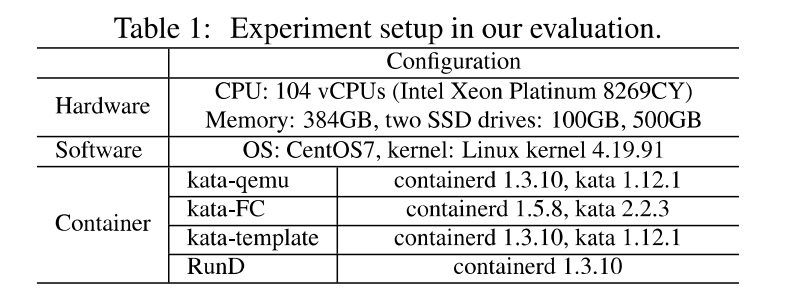 Table 1: Experiment setup in our evaluation.
Configuration
Hardware
CPU: 104 vCPUs (Intel Xeon Platinum 8269CY)
Memory: 384GB, two SSD drives: 100GB, 500GB
Software
OS: CentOS7, kernel: Linux kernel 4.19.91
Container
kata-qemu containerd 1.3.10, kata 1.12.1
kata-FC containerd 1.5.8, kata 2.2.3
kata-template containerd 1.3.10, kata 1.12.1
RunD containerd 1.3.10